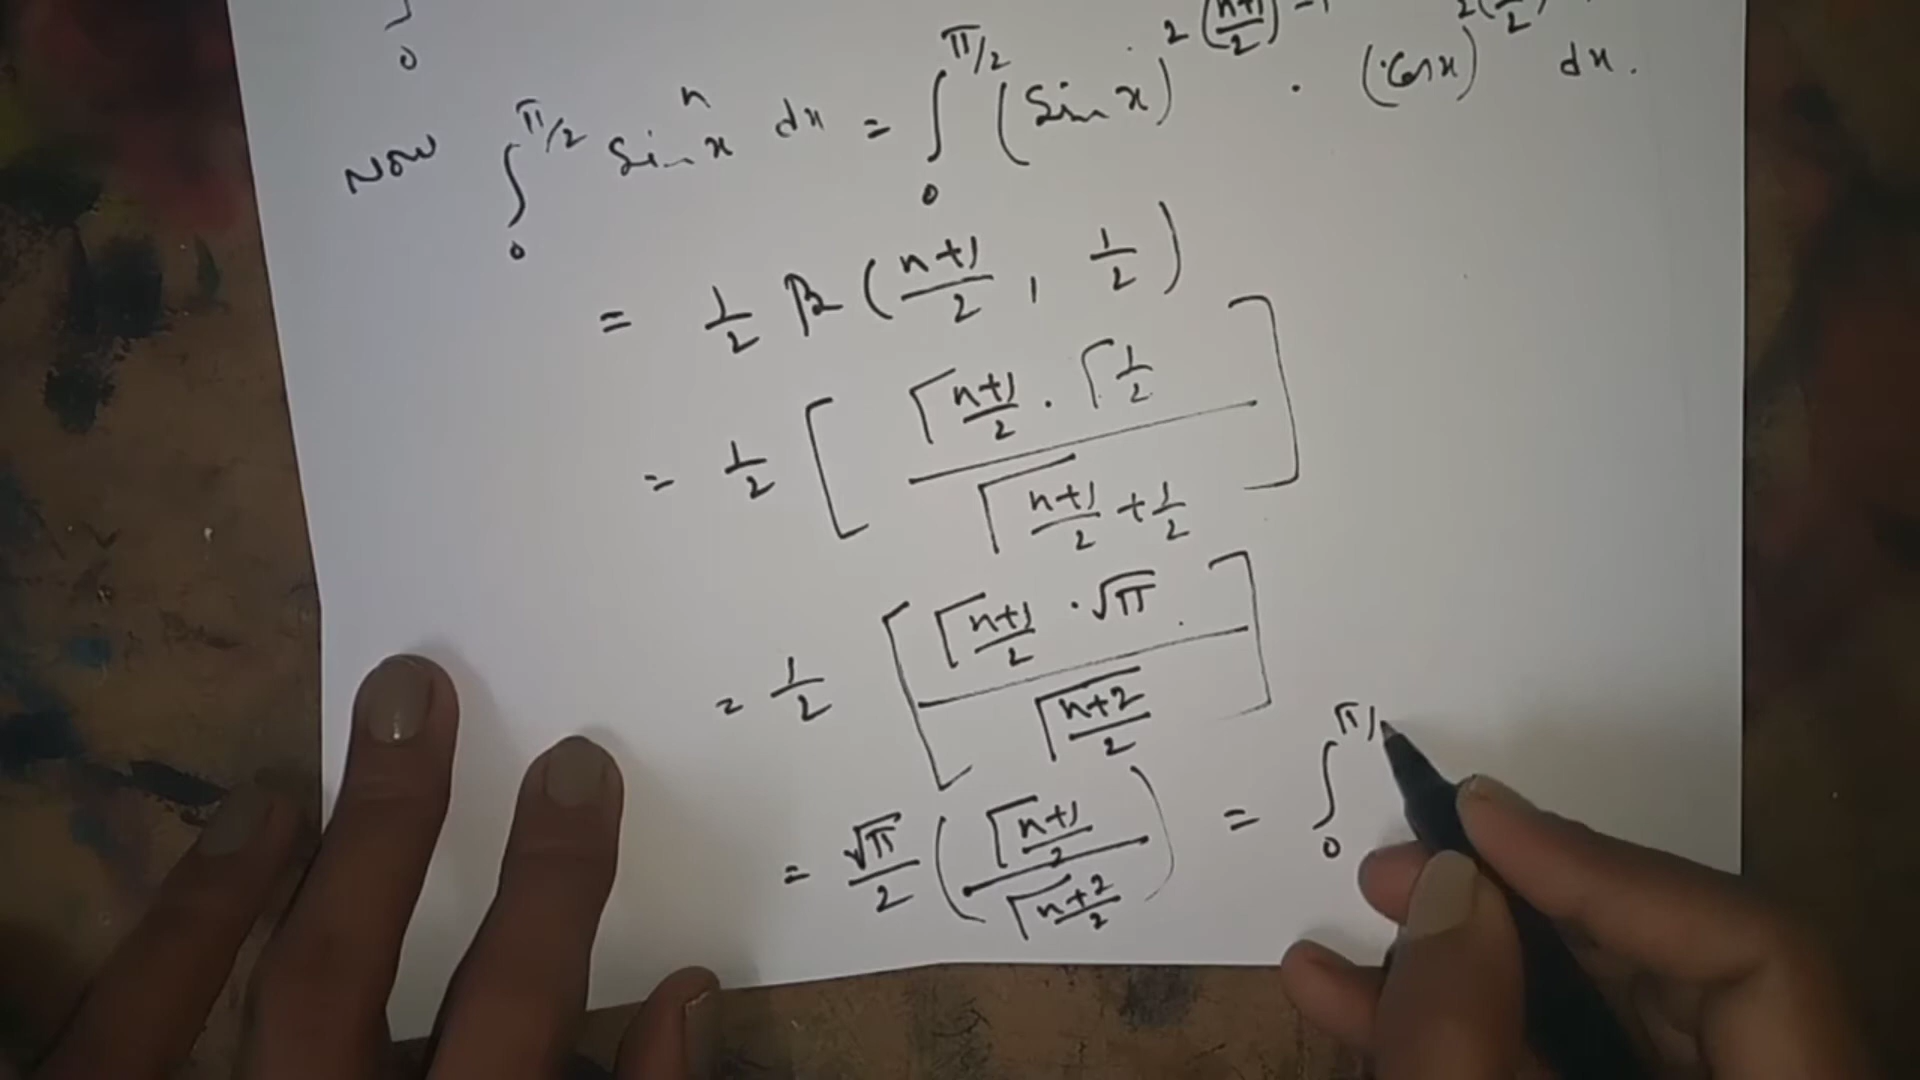 ∫₀
Now ∫₀^{π/2} Sinⁿ x dx = ∫₀^{π/2} (Sin x)^{2(n+1/2)-1} · (Cos x)^{2(1/2)} dx.
= 1/2 β(n+1/2, 1/2)
= 1/2 [Γ(n+1/2) · Γ(1/2) / Γ(n+1/2 + 1/2)]
= 1/2 [Γ(n+1/2) · √π / Γ(n+2/2)]
= √π/2 (Γ(n+1/2) / Γ(n+2/2)) = ∫₀^{π/